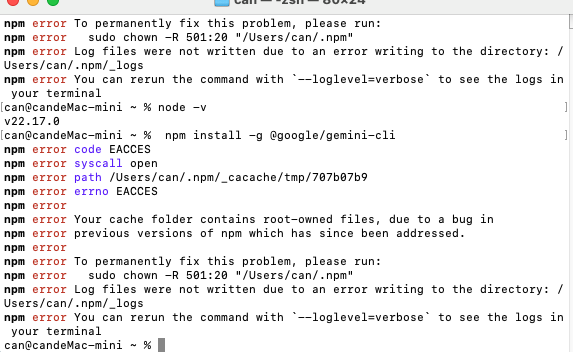 can — -zsh — 80×24
npm error To permanently fix this problem, please run:
npm error   sudo chown -R 501:20 "/Users/can/.npm"
npm error Log files were not written due to an error writing to the directory: /
Users/can/.npm/_logs
npm error You can rerun the command with `--loglevel=verbose` to see the logs in
 your terminal
[can@candeMac-mini ~ % node -v ]
v22.17.0
[can@candeMac-mini ~ %  npm install -g @google/gemini-cli ]
npm error code EACCES
npm error syscall open
npm error path /Users/can/.npm/_cacache/tmp/707b07b9
npm error errno EACCES
npm error
npm error Your cache folder contains root-owned files, due to a bug in
npm error previous versions of npm which has since been addressed.
npm error
npm error To permanently fix this problem, please run:
npm error   sudo chown -R 501:20 "/Users/can/.npm"
npm error Log files were not written due to an error writing to the directory: /
Users/can/.npm/_logs
npm error You can rerun the command with `--loglevel=verbose` to see the logs in
 your terminal
can@candeMac-mini ~ %